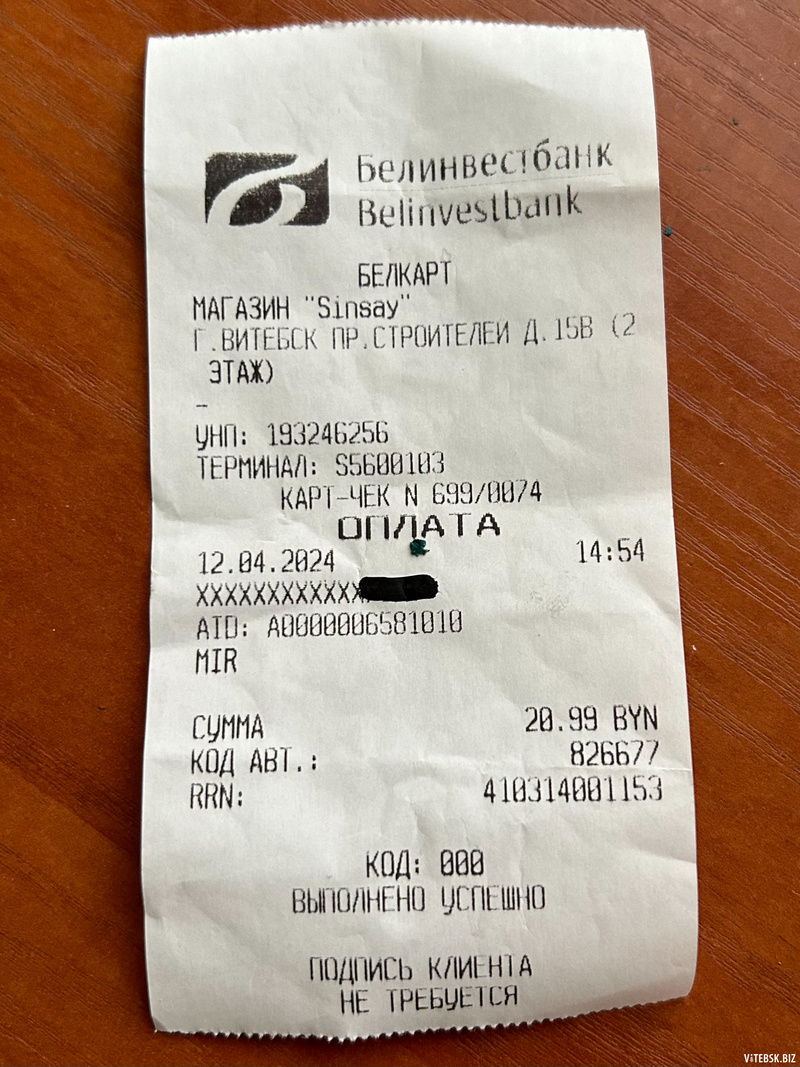 Белинвестбанк
Belinvestbank
БЕЛКАРТ
МАГАЗИН "Sinsay"
Г.ВИТЕБСК ПР.СТРОИТЕЛЕЙ Д.15В (2
ЭТАЖ)
-
УНП: 193246256
ТЕРМИНАЛ: S5600103
КАРТ-ЧЕК N 699/0074
ОПЛАТА
12.04.2024 14:54
XXXXXXXXXXXX
AID: A0000006581010
MIR
СУММА 20.99 BYN
КОД АВТ.: 826677
RRN: 410314001153
КОД: 000
ВЫПОЛНЕНО УСПЕШНО
ПОДПИСЬ КЛИЕНТА
НЕ ТРЕБУЕТСЯ
ViTEBSK.BIZ